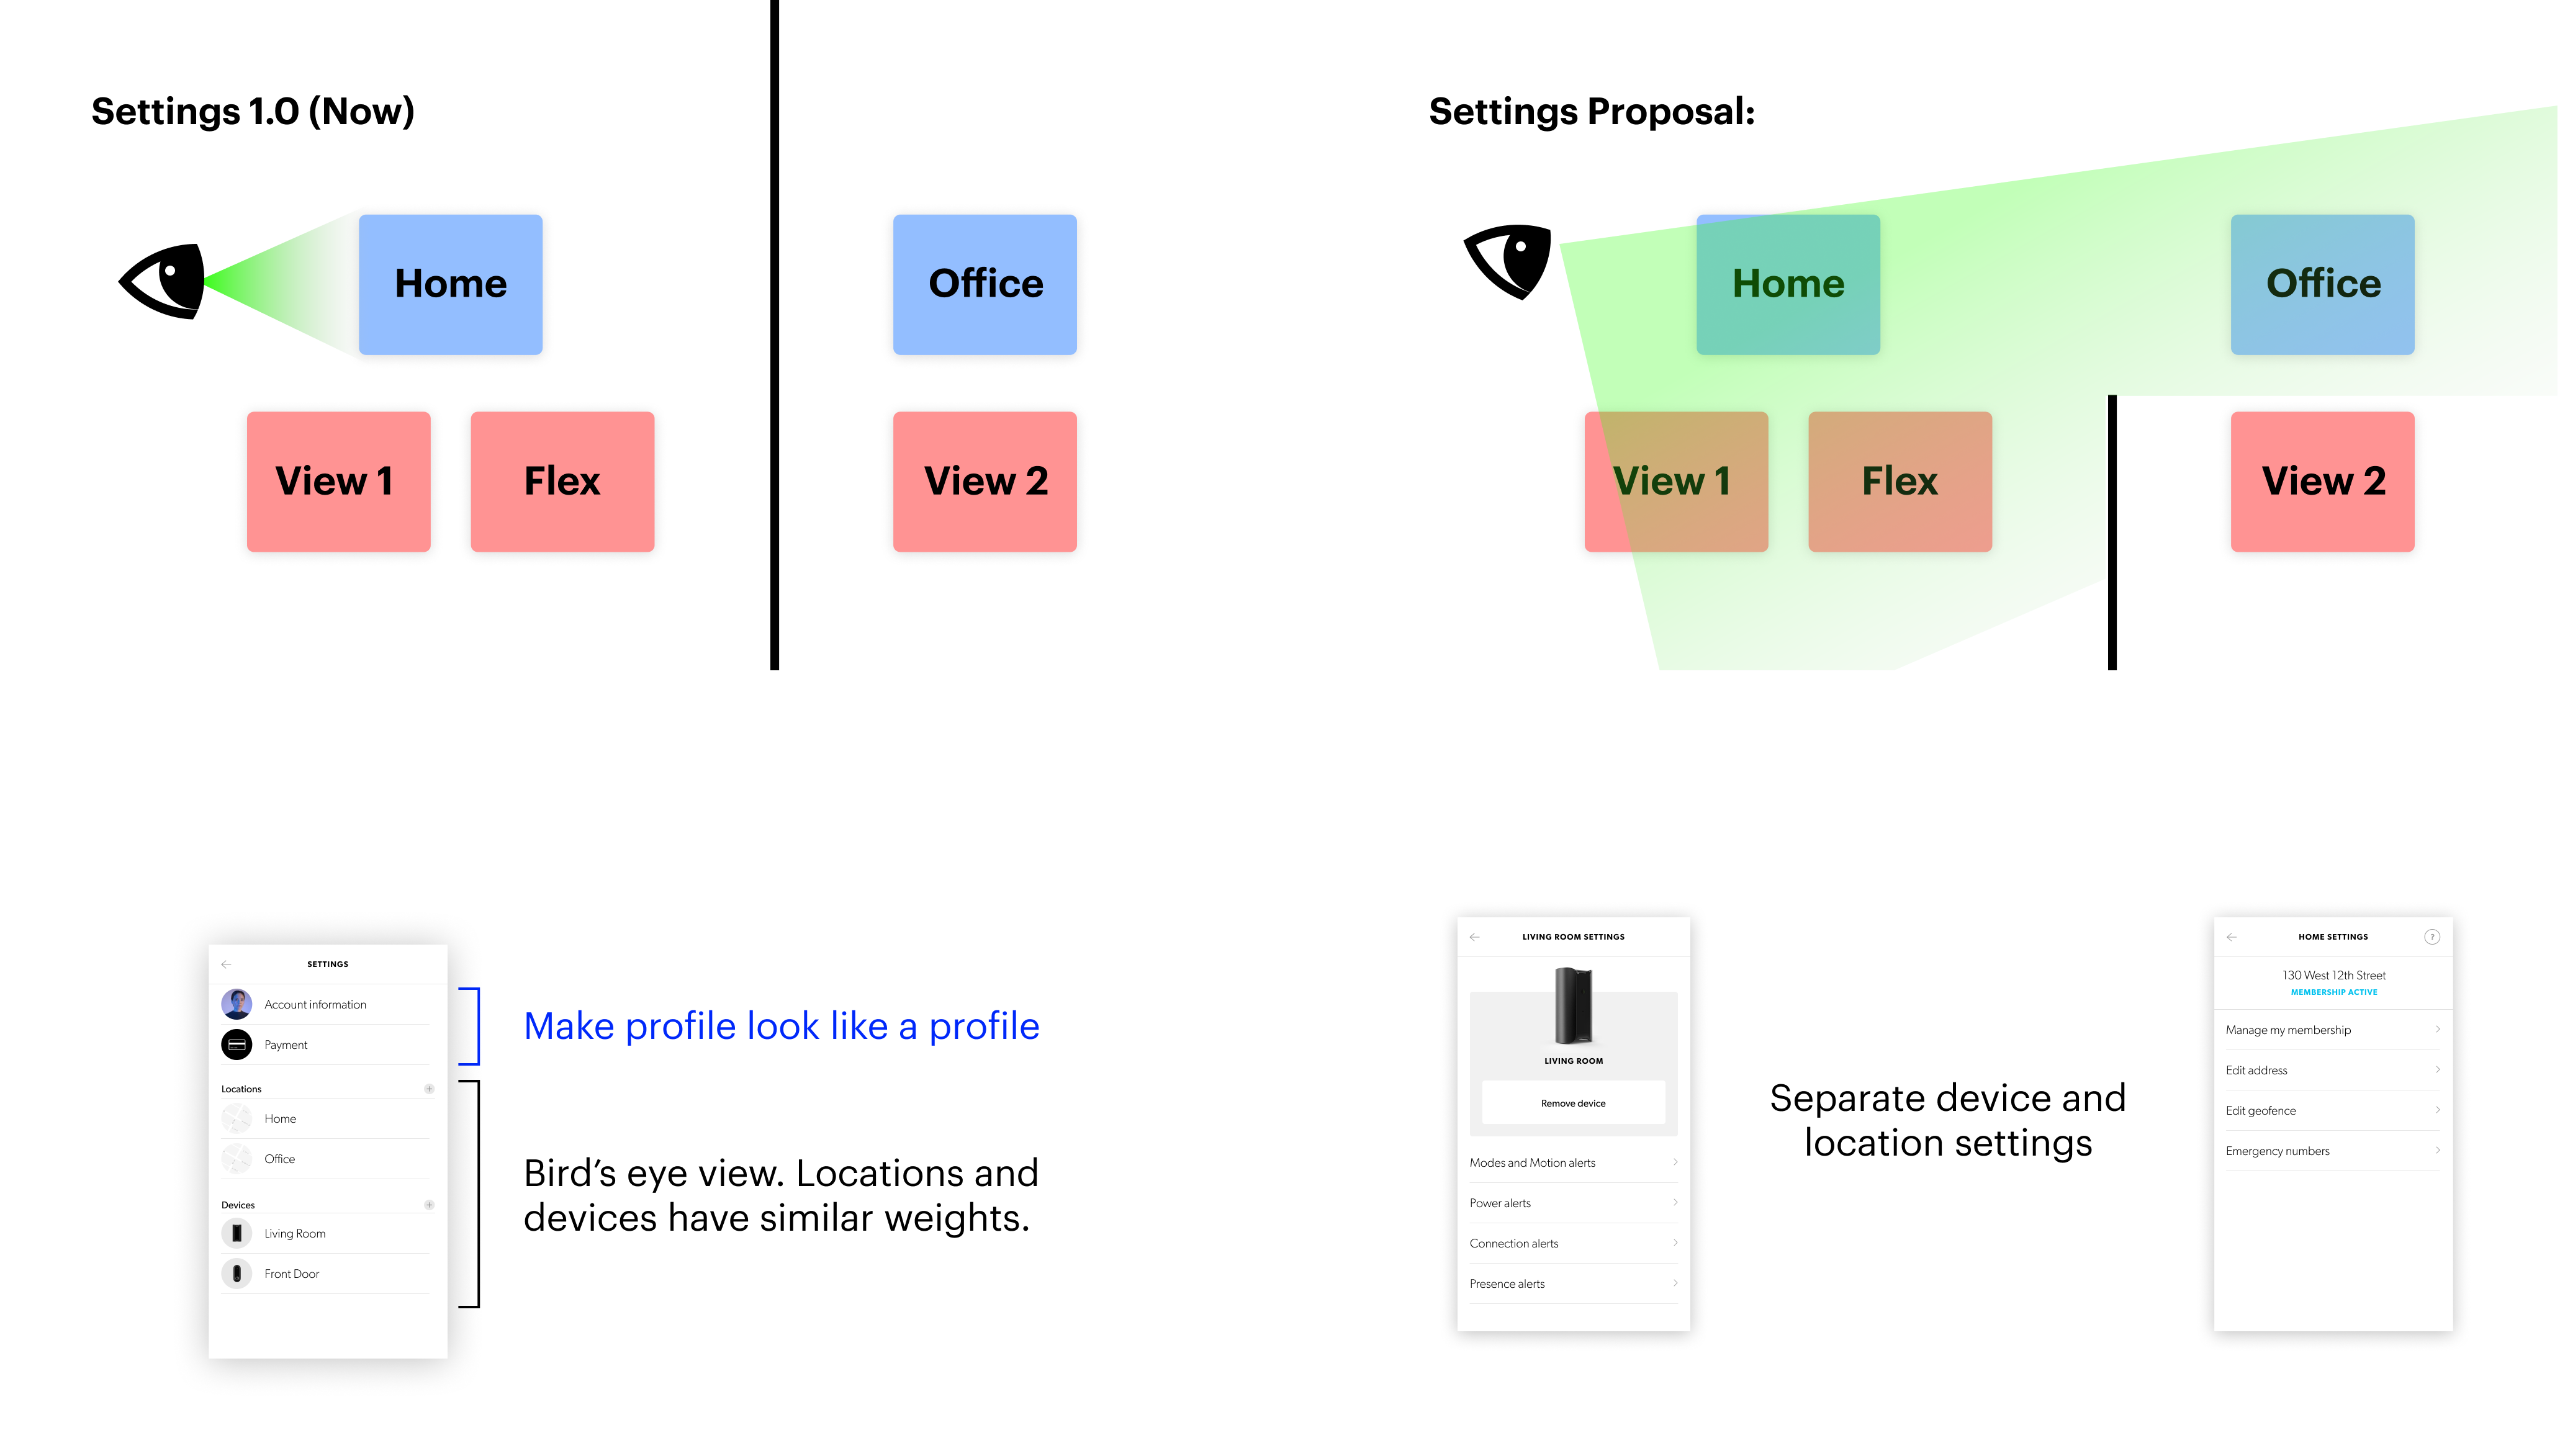 Settings 1.0 (Now)
Home
Office
View 1
Flex
View 2
Settings Proposal:
Home
Office
View 1
Flex
View 2
SETTINGS
Account information
Payment
Locations
Home
Office
Devices
Living Room
Front Door
Make profile look like a profile
Bird’s eye view. Locations and
devices have similar weights.
LIVING ROOM SETTINGS
LIVING ROOM
Remove device
Modes and Motion alerts
Power alerts
Connection alerts
Presence alerts
Separate device and
location settings
HOME SETTINGS
?
130 West 12th Street
MEMBERSHIP ACTIVE
Manage my membership
Edit address
Edit geofence
Emergency numbers